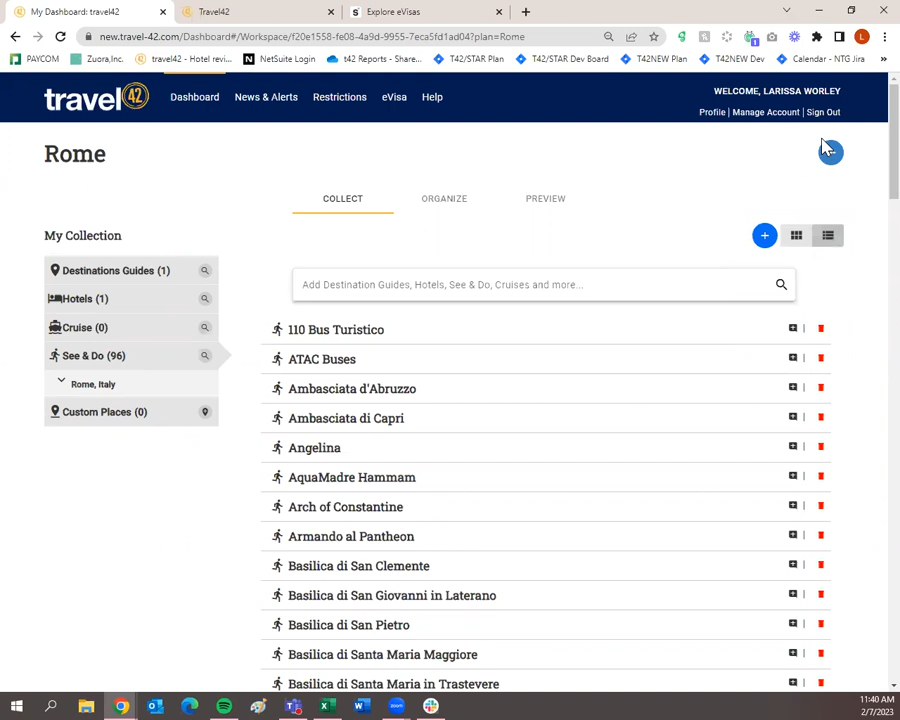 My Dashboard: travel42
Travel42
Explore eVisas
new.travel-42.com/Dashboard#/Workspace/f20e1558-fe08-4a9d-9955-7eca5fd1ad04?plan=Rome
PAYCOM
Zuora,Inc.
travel42 - Hotel revi...
NetSuite Login
t42 Reports - Share...
T42/STAR Plan
T42/STAR Dev Board
T42NEW Plan
T42NEW Dev
Calendar - NTG Jira
travel 42
Dashboard
News & Alerts
Restrictions
eVisa
Help
WELCOME, LARISSA WORLEY
Profile | Manage Account | Sign Out
Rome
COLLECT
ORGANIZE
PREVIEW
My Collection
Destinations Guides (1)
Hotels (1)
Cruise (0)
See & Do (96)
Rome, Italy
Custom Places (0)
Add Destination Guides, Hotels, See & Do, Cruises and more...
110 Bus Turistico
ATAC Buses
Ambasciata d'Abruzzo
Ambasciata di Capri
Angelina
AquaMadre Hammam
Arch of Constantine
Armando al Pantheon
Basilica di San Clemente
Basilica di San Giovanni in Laterano
Basilica di San Pietro
Basilica di Santa Maria Maggiore
Basilica di Santa Maria in Trastevere
11:40 AM
2/7/2023